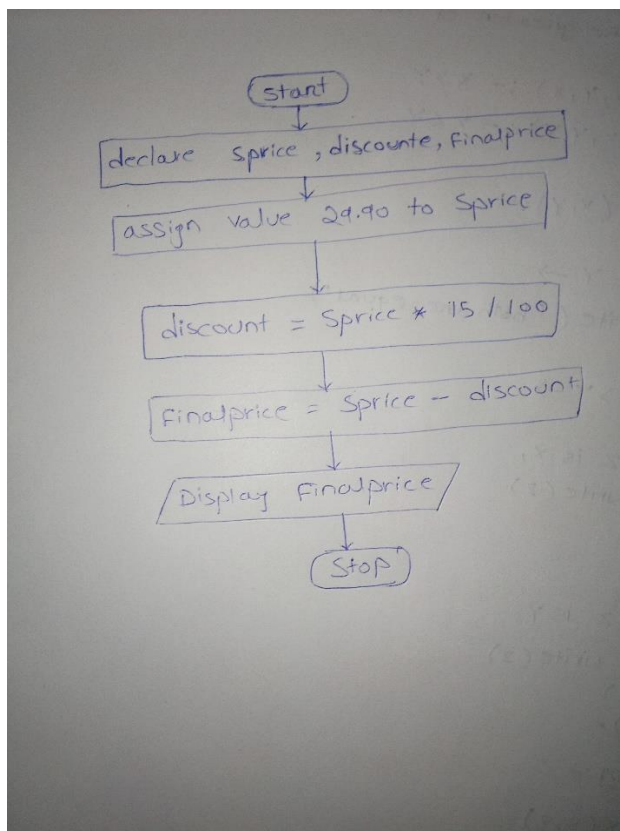 start
declare Sprice , discounte, Finalprice
assign value 29.90 to Sprice
discount = Sprice * 15 / 100
Finalprice = Sprice - discount
Display Finalprice
Stop